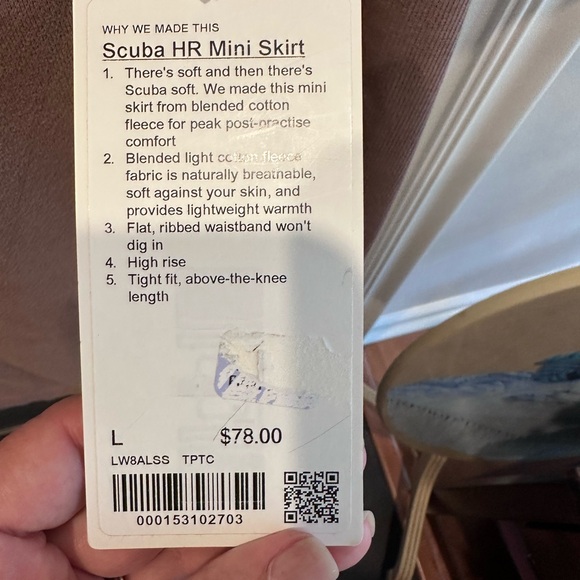 WHY WE MADE THIS
Scuba HR Mini Skirt
1. There's soft and then there's
Scuba soft. We made this mini
skirt from blended cotton
fleece for peak post-practise
comfort
2. Blended light cotton fleece
fabric is naturally breathable,
soft against your skin, and
provides lightweight warmth
3. Flat, ribbed waistband won't
dig in
4. High rise
5. Tight fit, above-the-knee
length
L $78.00
LW8ALSS TPTC
000153102703